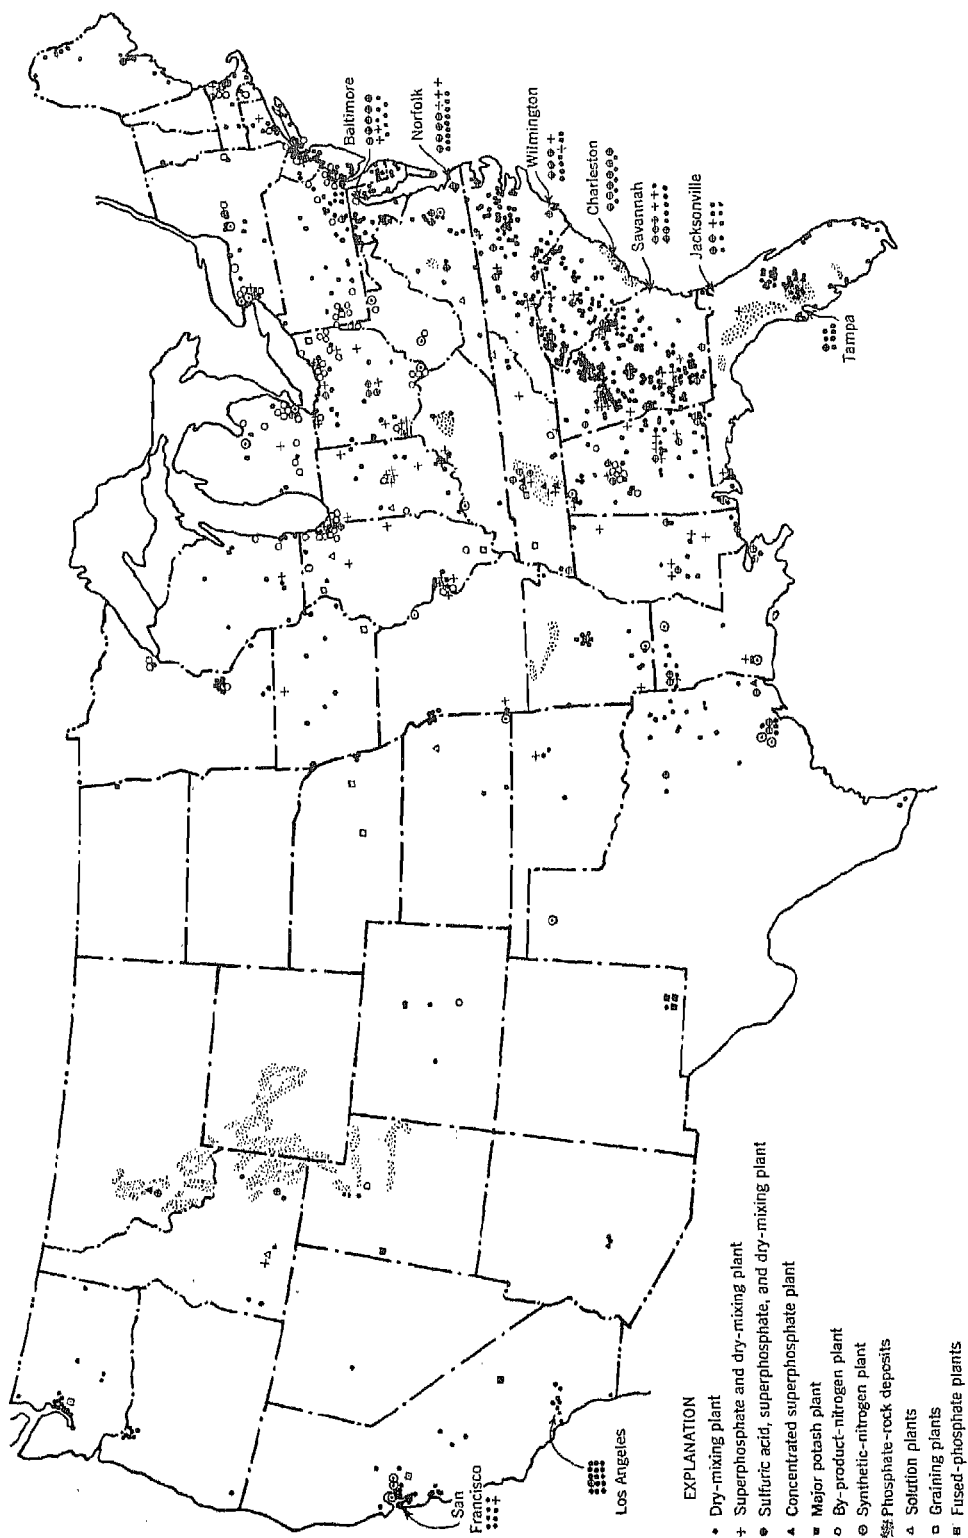 Baltimore
Norfolk
Wilmington
Charleston
Savannah
Jacksonville
Tampa
San
Francisco
Los Angeles
EXPLANATION
Dry-mixing plant
Superphosphate and dry-mixing plant
Sulfuric acid, superphosphate, and dry-mixing plant
Concentrated superphosphate plant
Major potash plant
By-product-nitrogen plant
Synthetic-nitrogen plant
Phosphate-rock deposits
Solution plants
Graining plants
Fused-phosphate plants